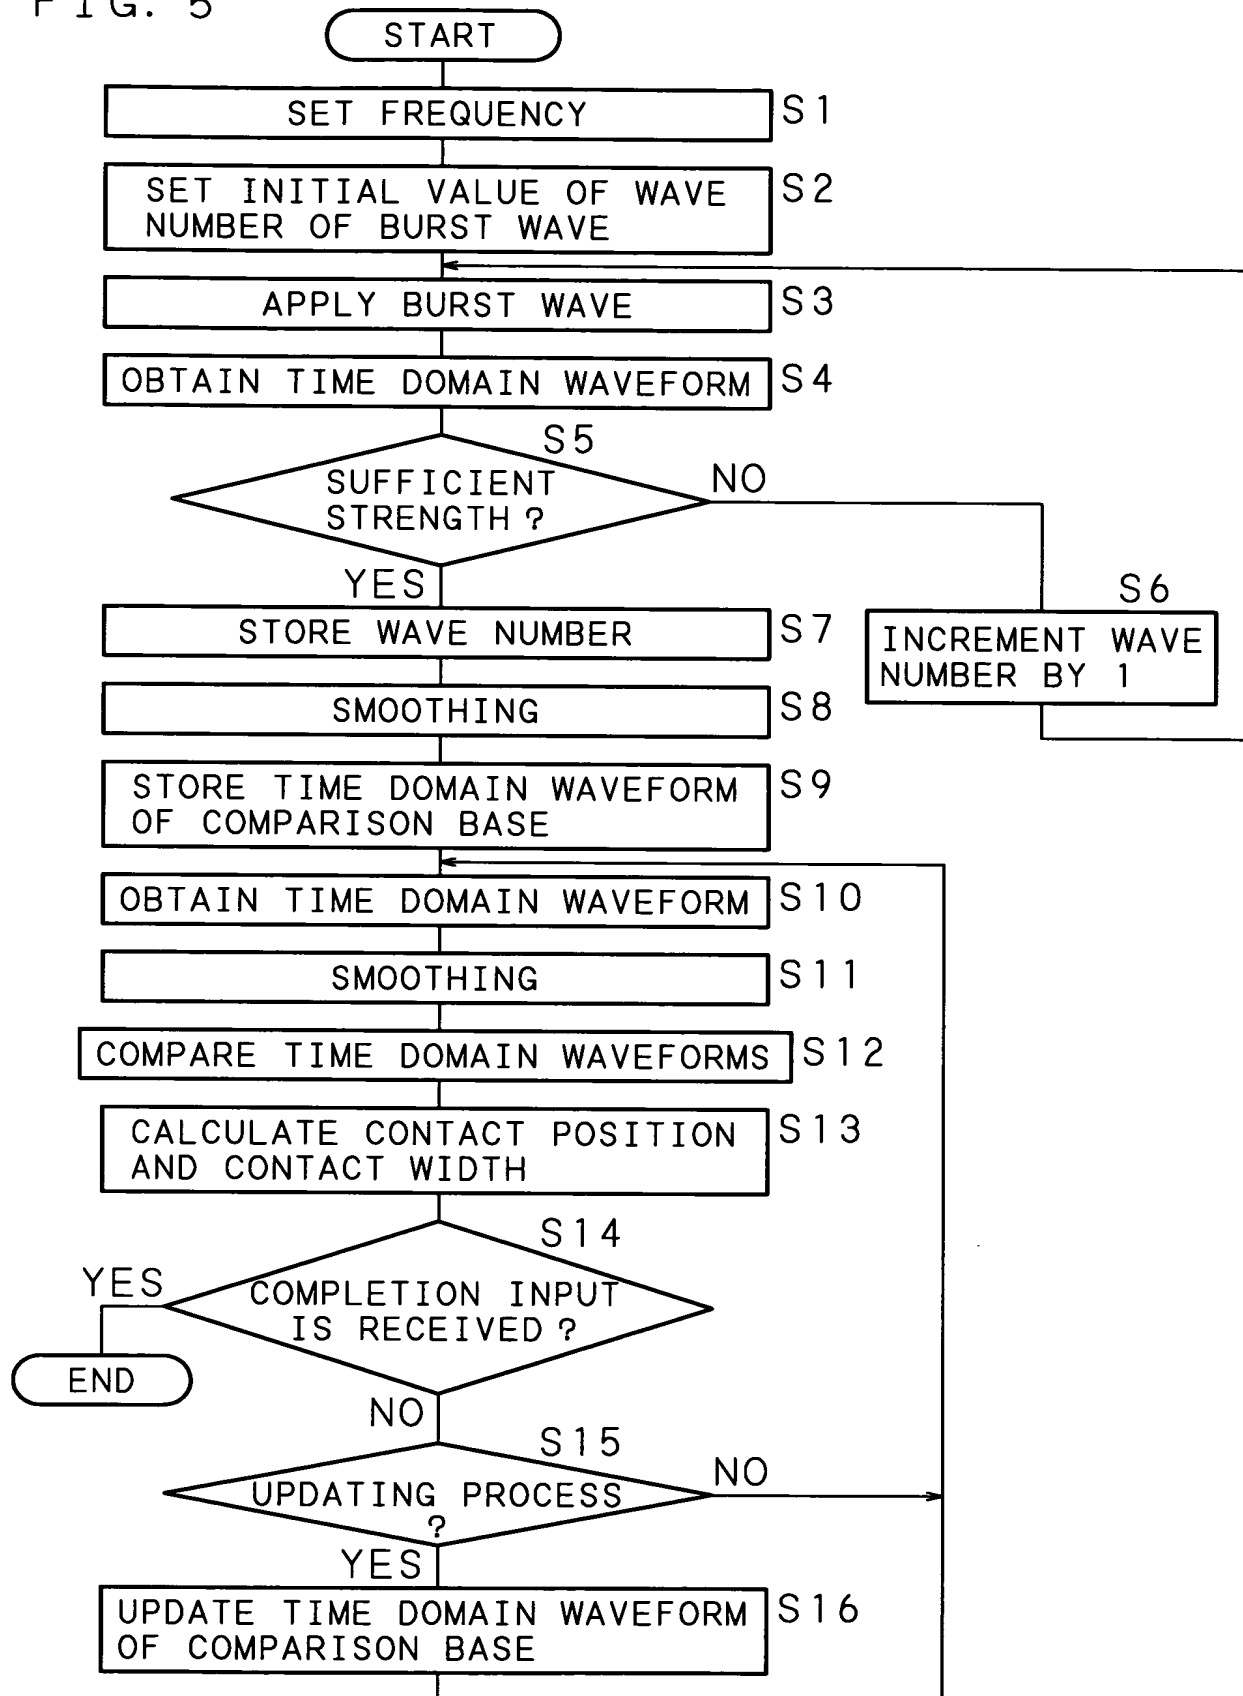 FIG. 5
START
SET FREQUENCY
S1
SET INITIAL VALUE OF WAVE
NUMBER OF BURST WAVE
S2
APPLY BURST WAVE
S3
OBTAIN TIME DOMAIN WAVEFORM
S4
S5
SUFFICIENT
STRENGTH?
NO
YES
S6
INCREMENT WAVE
NUMBER BY 1
STORE WAVE NUMBER
S7
SMOOTHING
S8
STORE TIME DOMAIN WAVEFORM
OF COMPARISON BASE
S9
OBTAIN TIME DOMAIN WAVEFORM
S10
SMOOTHING
S11
COMPARE TIME DOMAIN WAVEFORMS
S12
CALCULATE CONTACT POSITION
AND CONTACT WIDTH
S13
S14
COMPLETION INPUT
IS RECEIVED?
YES
END
NO
S15
UPDATING PROCESS
?
NO
YES
UPDATE TIME DOMAIN WAVEFORM
OF COMPARISON BASE
S16